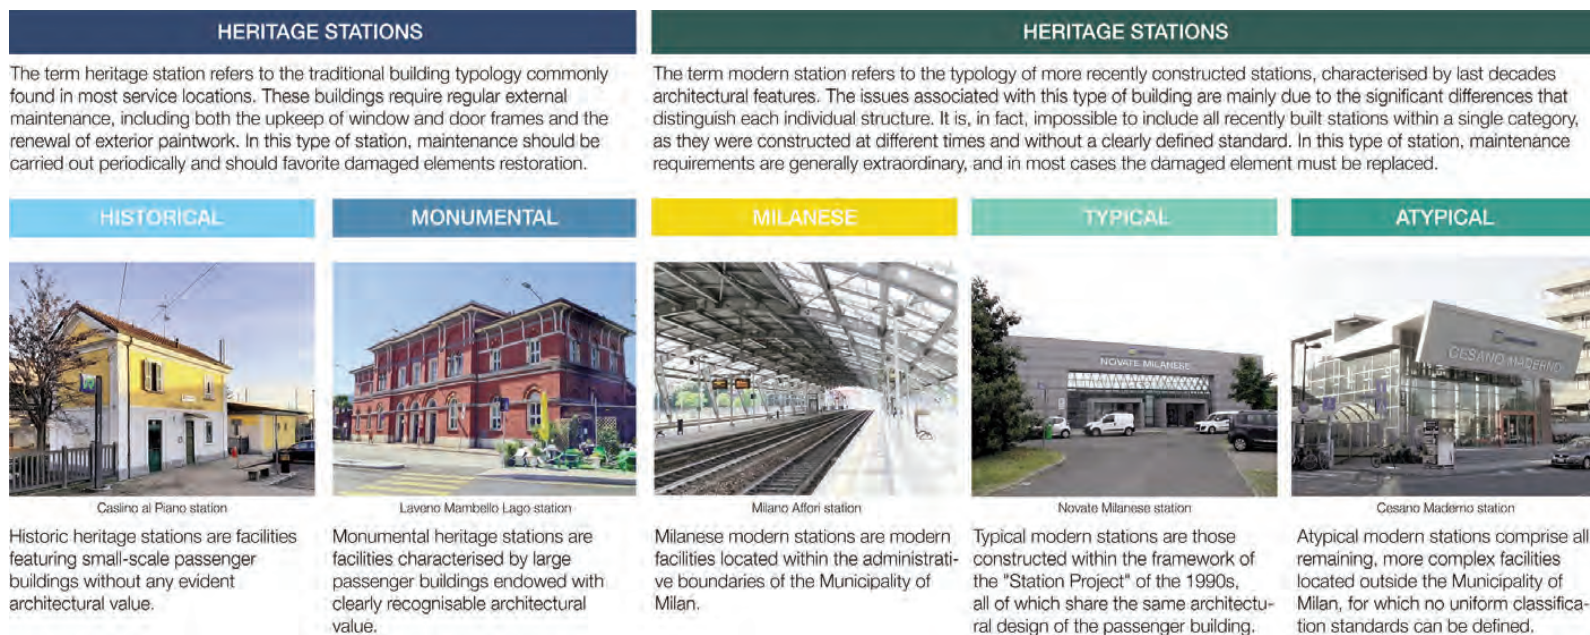 HERITAGE STATIONS
The term heritage station refers to the traditional building typology commonly
found in most service locations. These buildings require regular external
maintenance, including both the upkeep of window and door frames and the
renewal of exterior paintwork. In this type of station, maintenance should be
carried out periodically and should favorite damaged elements restoration.
HERITAGE STATIONS
The term modern station refers to the typology of more recently constructed stations, characterised by last decades
architectural features. The issues associated with this type of building are mainly due to the significant differences that
distinguish each individual structure. It is, in fact, impossible to include all recently built stations within a single category,
as they were constructed at different times and without a clearly defined standard. In this type of station, maintenance
requirements are generally extraordinary, and in most cases the damaged element must be replaced.
HISTORICAL
Caslino al Piano station
Historic heritage stations are facilities
featuring small-scale passenger
buildings without any evident
architectural value.
MONUMENTAL
Laveno Mambello Lago station
Monumental heritage stations are
facilities characterised by large
passenger buildings endowed with
clearly recognisable architectural
value.
MILANESE
Milano Affori station
Milanese modern stations are modern
facilities located within the administrati-
ve boundaries of the Municipality of
Milan.
TYPICAL
NOVATE MILANESE
Novate Milanese station
Typical modern stations are those
constructed within the framework of
the "Station Project" of the 1990s,
all of which share the same architectu-
ral design of the passenger building.
ATYPICAL
CESANO MADERNO
Cesano Maderno station
Atypical modern stations comprise all
remaining, more complex facilities
located outside the Municipality of
Milan, for which no uniform classifica-
tion standards can be defined.